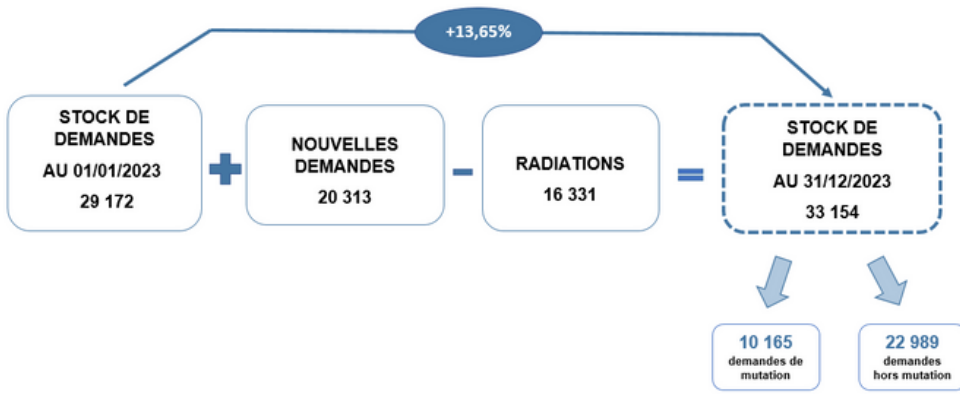 +13,65%
STOCK DE
DEMANDES
AU 01/01/2023
29 172
NOUVELLES
DEMANDES
20 313
RADIATIONS
16 331
STOCK DE
DEMANDES
AU 31/12/2023
33 154
10 165
demandes de
mutation
22 989
demandes
hors mutation